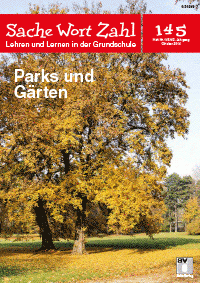 Sache Wort Zahl
Lehren und Lernen in der Grundschule
145
Parks und
Gärten